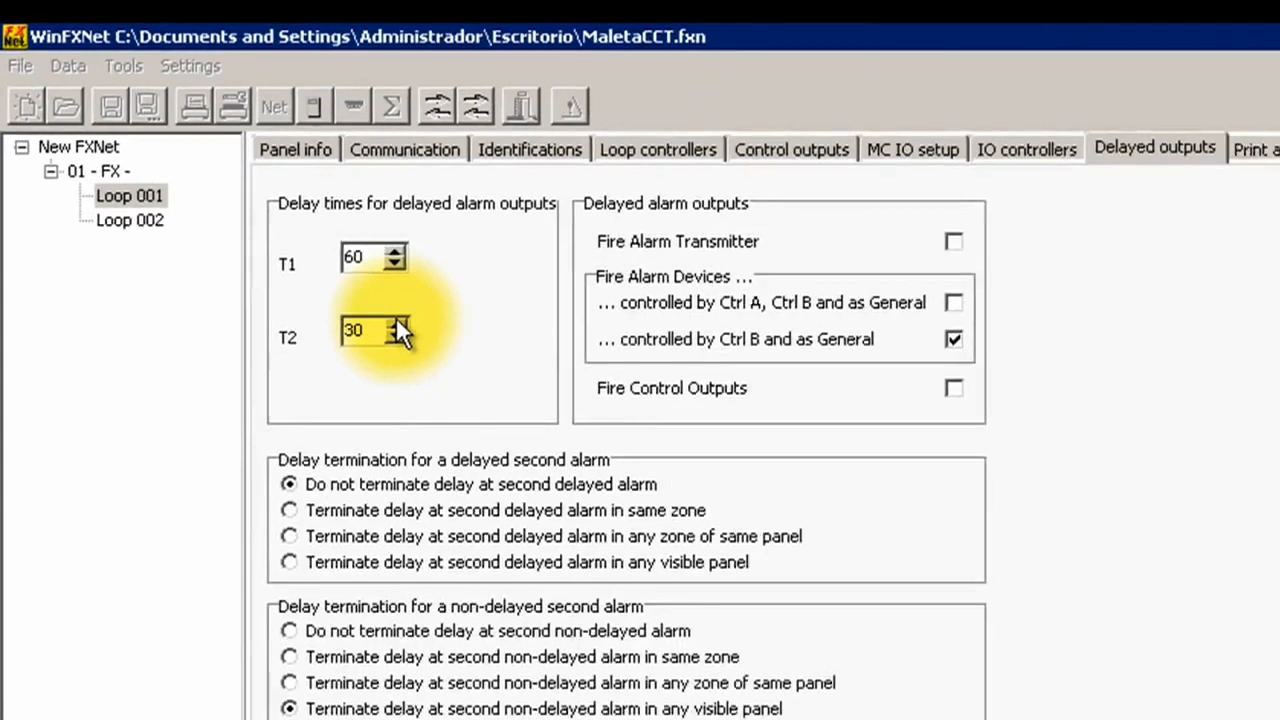 WinFXNet C:\Documents and Settings\Administrador\Escritorio\MaletaCCT.fxn
File Data Tools Settings
Net
New FXNet
01 - FX -
Loop 001
Loop 002
Panel info Communication Identifications Loop controllers Control outputs MC IO setup IO controllers Delayed outputs Print a
Delay times for delayed alarm outputs
T1 60
T2 30
Delayed alarm outputs
Fire Alarm Transmitter
Fire Alarm Devices ...
... controlled by Ctrl A, Ctrl B and as General
... controlled by Ctrl B and as General
Fire Control Outputs
Delay termination for a delayed second alarm
Do not terminate delay at second delayed alarm
Terminate delay at second delayed alarm in same zone
Terminate delay at second delayed alarm in any zone of same panel
Terminate delay at second delayed alarm in any visible panel
Delay termination for a non-delayed second alarm
Do not terminate delay at second non-delayed alarm
Terminate delay at second non-delayed alarm in same zone
Terminate delay at second non-delayed alarm in any zone of same panel
Terminate delay at second non-delayed alarm in any visible panel